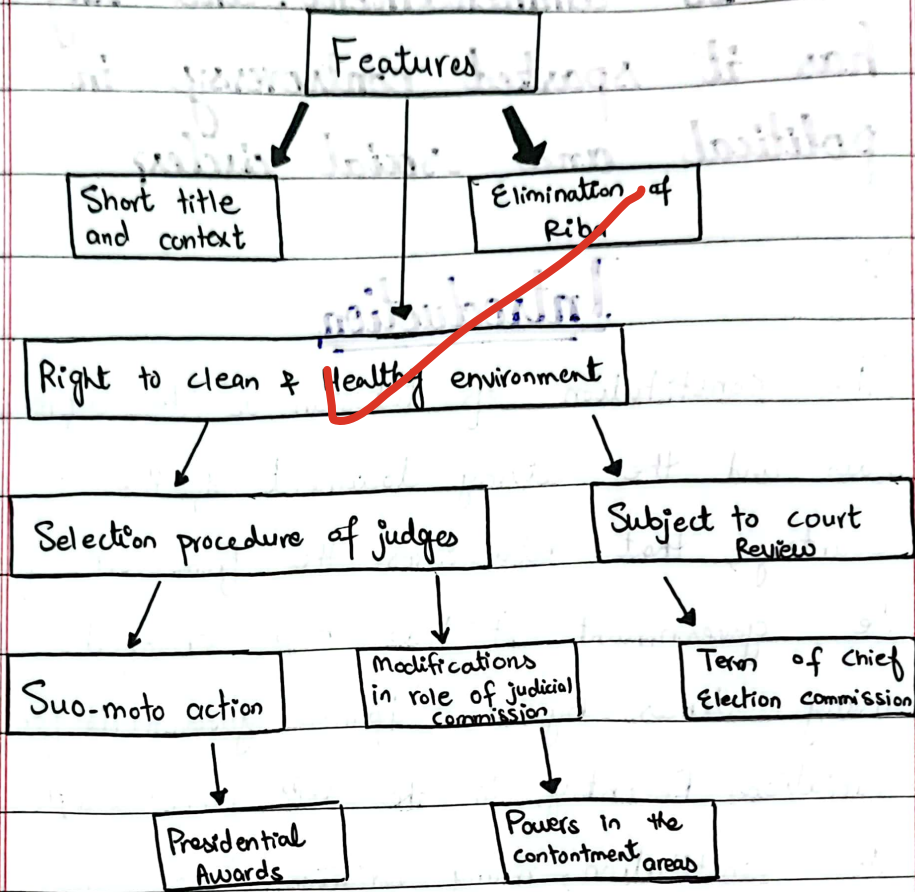 Features
Short title
and context
Elimination of
Riba
Right to clean & Healthy environment
Selection procedure of judges
Subject to court
Review
Suo-moto action
Modifications
in role of judicial
commission
Term of Chief
Election commission
Presidential
Awards
Powers in the
contontment areas